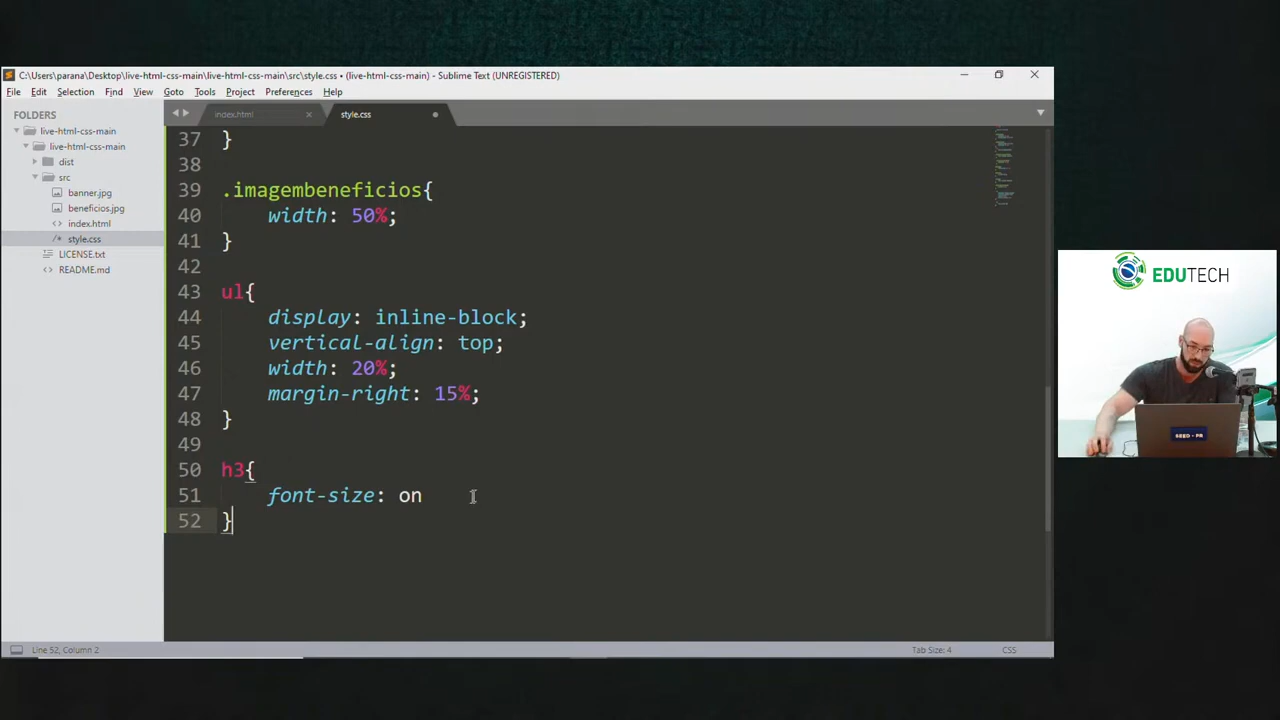 C:\Users\parana\Desktop\live-html-css-main\live-html-css-main\src\style.css • (live-html-css-main) - Sublime Text (UNREGISTERED)
File Edit Selection Find View Goto Tools Project Preferences Help
FOLDERS
live-html-css-main
live-html-css-main
dist
src
banner.jpg
beneficios.jpg
index.html
style.css
LICENSE.txt
README.md
index.html style.css
37 }
38
39 .imagembeneficios{
40 width: 50%;
41 }
42
43 ul{
44 display: inline-block;
45 vertical-align: top;
46 width: 20%;
47 margin-right: 15%;
48 }
49
50 h3{
51 font-size: on
52 }
Line 52, Column 2
Tab Size: 4
CSS
EDUTECH
SEED - PR